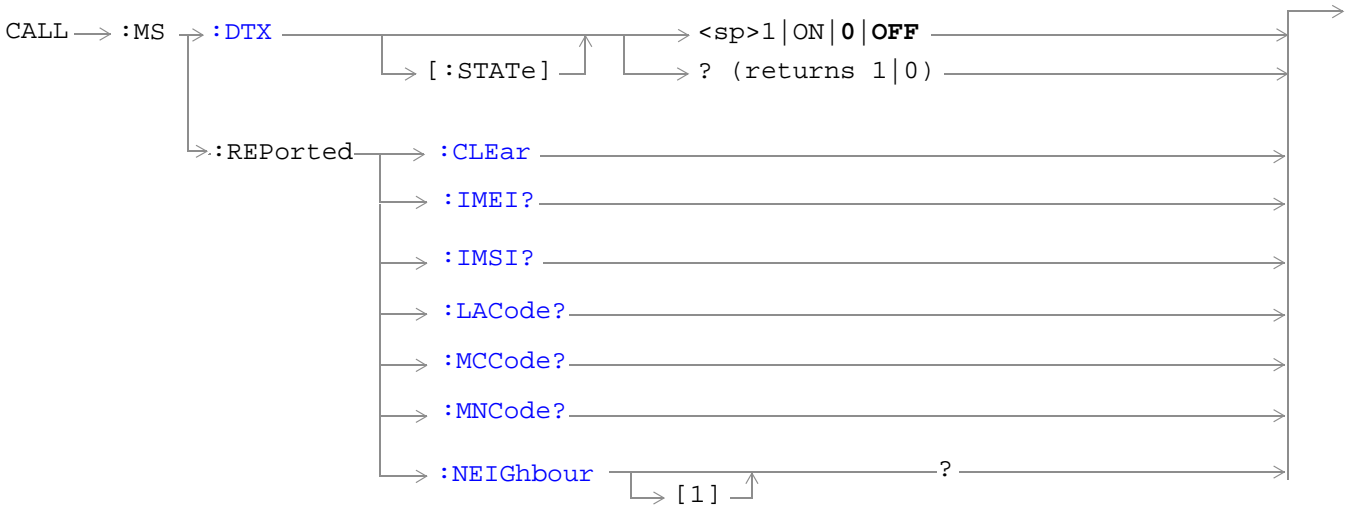 CALL :MS :DTX <sp>1|ON|0|OFF
[:STATe] ? (returns 1|0)
:REPorted :CLEar
:IMEI?
:IMSI?
:LACode?
:MCCode?
:MNCode?
:NEIGhbour ?
[1]